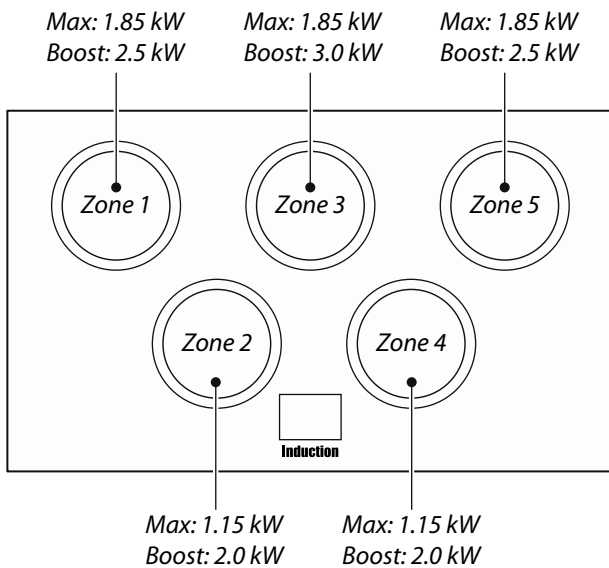 Max: 1.85 kW
Boost: 2.5 kW
Max: 1.85 kW
Boost: 3.0 kW
Max: 1.85 kW
Boost: 2.5 kW
Zone 1
Zone 3
Zone 5
Zone 2
Zone 4
Induction
Max: 1.15 kW
Boost: 2.0 kW
Max: 1.15 kW
Boost: 2.0 kW